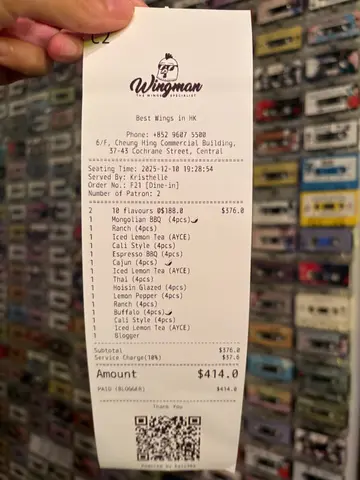 Wingman
THE WINGS SPECIALIST
Best Wings in HK
Phone: +852 9607 5500
6/F, Cheung Hing Commercial Building,
37-43 Cochrane Street, Central
Seating Time: 2025-12-10 19:28:54
Served By: Kristhelle
Order No.: F21 [Dine-in]
Number of Patron: 2
2 10 flavours @$188.0 $376.0
1 Mongolian BBQ (4pcs)
1 Ranch (4pcs)
1 Iced Lemon Tea (AYCE)
1 Cali Style (4pcs)
1 Espresso BBQ (4pcs)
1 Cajun (4pcs)
1 Iced Lemon Tea (AYCE)
1 Thai (4pcs)
1 Hoisin Glazed (4pcs)
1 Lemon Pepper (4pcs)
1 Ranch (4pcs)
1 Buffalo (4pcs)
1 Cali Style (4pcs)
1 Iced Lemon Tea (AYCE)
1 Blogger
Subtotal $376.0
Service Charge(10%) $37.6
Amount $414.0
PAID (BLOGGER) $414.0
Thank You
Powered by